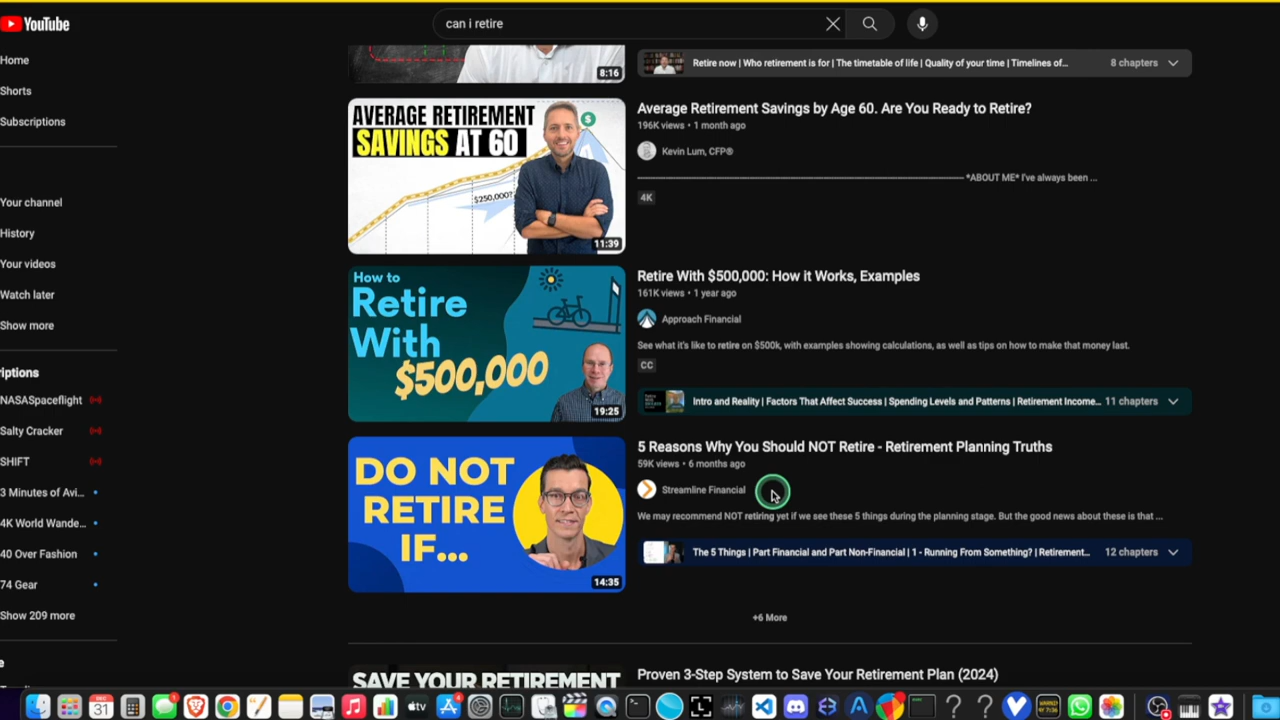 YouTube
can i retire
Home
Shorts
Subscriptions
Your channel
History
Your videos
Watch later
Show more
riptions
NASASpaceflight
Salty Cracker
SHIFT
3 Minutes of Avi...
4K World Wande...
40 Over Fashion
74 Gear
Show 209 more
e
8:16
Retire now | Who retirement is for | The timetable of life | Quality of your time | Timelines of...
8 chapters
AVERAGE RETIREMENT
SAVINGS AT 60
$
$250,000?
11:39
Average Retirement Savings by Age 60. Are You Ready to Retire?
196K views • 1 month ago
Kevin Lum, CFP®
*ABOUT ME* I've always been ...
4K
How to
Retire
With
$500,000
19:25
Retire With $500,000: How it Works, Examples
161K views • 1 year ago
Approach Financial
See what it's like to retire on $500k, with examples showing calculations, as well as tips on how to make that money last.
CC
Intro and Reality | Factors That Affect Success | Spending Levels and Patterns | Retirement Income...
11 chapters
DO NOT
RETIRE
IF...
14:35
5 Reasons Why You Should NOT Retire - Retirement Planning Truths
59K views • 6 months ago
Streamline Financial
We may recommend NOT retiring yet if we see these 5 things during the planning stage. But the good news about these is that ...
The 5 Things | Part Financial and Part Non-Financial | 1 - Running From Something? | Retirement...
12 chapters
+6 More
SAVE YOUR RETIREMENT
Proven 3-Step System to Save Your Retirement Plan (2024)
DEC
31
1
tv
4